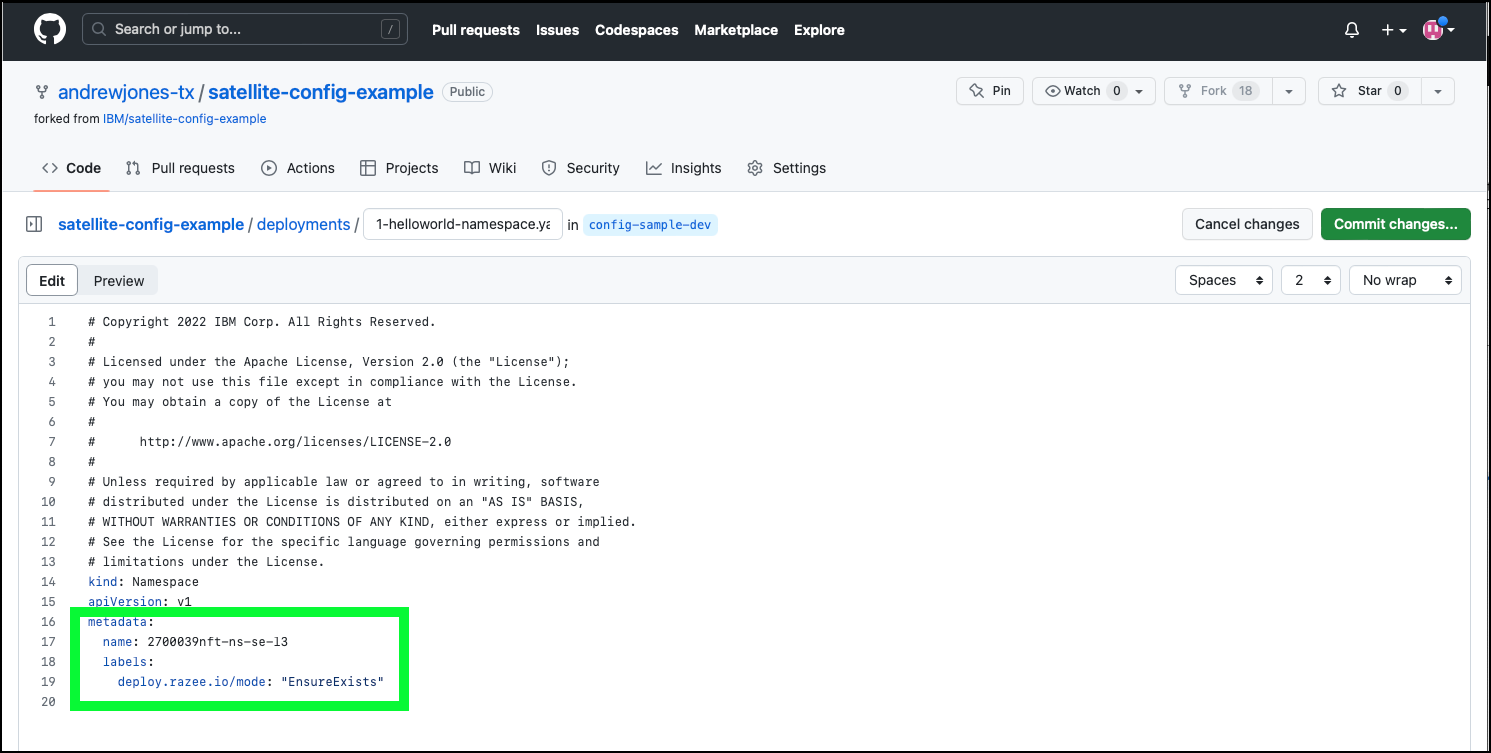 Search or jump to... /
Pull requests Issues Codespaces Marketplace Explore
andrewjones-tx / satellite-config-example Public
Pin Watch 0 Fork 18 Star 0
forked from IBM/satellite-config-example
Code Pull requests Actions Projects Wiki Security Insights Settings
satellite-config-example / deployments / 1-helloworld-namespace.ya in config-sample-dev Cancel changes Commit changes...
Edit Preview Spaces 2 No wrap
1 # Copyright 2022 IBM Corp. All Rights Reserved.
2 #
3 # Licensed under the Apache License, Version 2.0 (the "License");
4 # you may not use this file except in compliance with the License.
5 # You may obtain a copy of the License at
6 #
7 #      http://www.apache.org/licenses/LICENSE-2.0
8 #
9 # Unless required by applicable law or agreed to in writing, software
10 # distributed under the License is distributed on an "AS IS" BASIS,
11 # WITHOUT WARRANTIES OR CONDITIONS OF ANY KIND, either express or implied.
12 # See the License for the specific language governing permissions and
13 # limitations under the License.
14 kind: Namespace
15 apiVersion: v1
16 metadata:
17   name: 2700039nft-ns-se-l3
18   labels:
19     deploy.razee.io/mode: "EnsureExists"
20